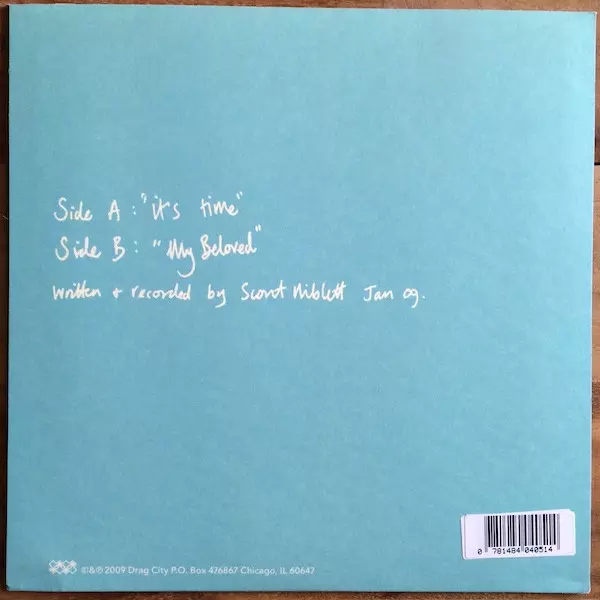 Side A : "it's time"
Side B : "My Beloved"
written + recorded by Scout Niblett Jan 09.
0 781484 040514
©&℗ 2009 Drag City P.O. Box 476867 Chicago, IL 60647